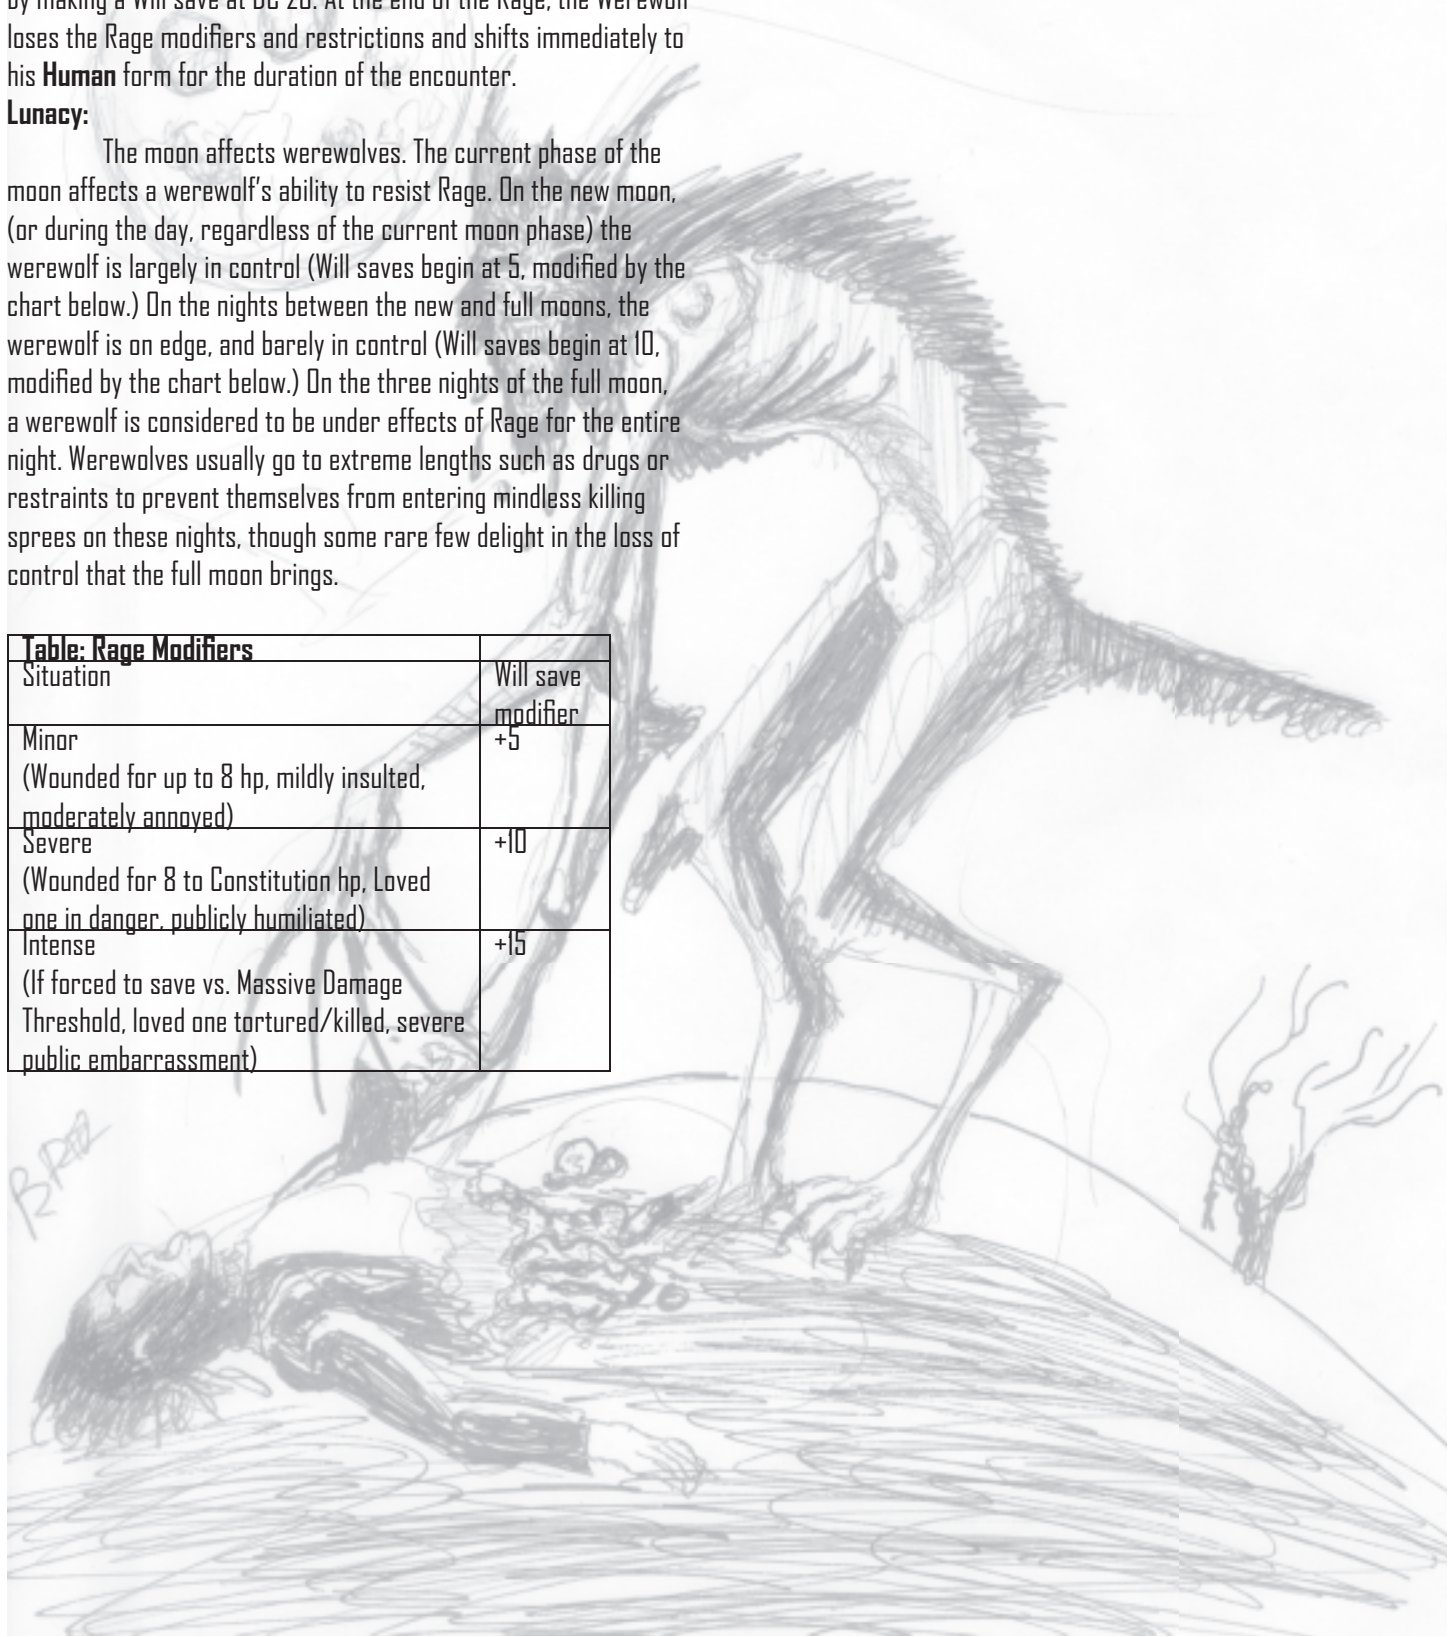 by making a Will save at DC 20. At the end of the Rage, the Werewolf
loses the Rage modifiers and restrictions and shifts immediately to
his Human form for the duration of the encounter.
Lunacy:
The moon affects werewolves. The current phase of the
moon affects a werewolf's ability to resist Rage. On the new moon,
(or during the day, regardless of the current moon phase) the
werewolf is largely in control (Will saves begin at 5, modified by the
chart below.) On the nights between the new and full moons, the
werewolf is on edge, and barely in control (Will saves begin at 10,
modified by the chart below.) On the three nights of the full moon,
a werewolf is considered to be under effects of Rage for the entire
night. Werewolves usually go to extreme lengths such as drugs or
restraints to prevent themselves from entering mindless killing
sprees on these nights, though some rare few delight in the loss of
control that the full moon brings.
Table: Rage Modifiers
Situation
Will save
modifier
Minor
+5
(Wounded for up to 8 hp, mildly insulted,
moderately annoyed)
Severe
+10
(Wounded for 8 to Constitution hp, Loved
one in danger, publicly humiliated)
Intense
+15
(If forced to save vs. Massive Damage
Threshold, loved one tortured/killed, severe
public embarrassment)